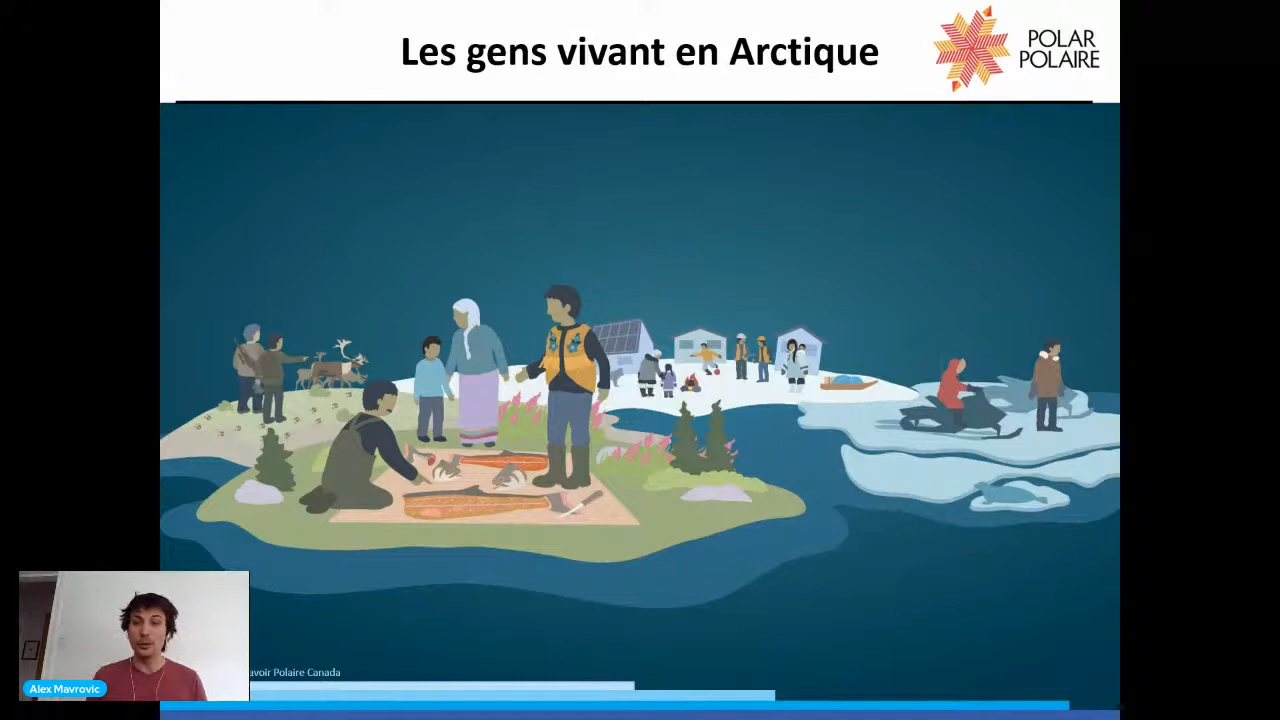 Les gens vivant en Arctique
POLAR
POLAIRE
avoir Polaire Canada
Alex Mavrovic